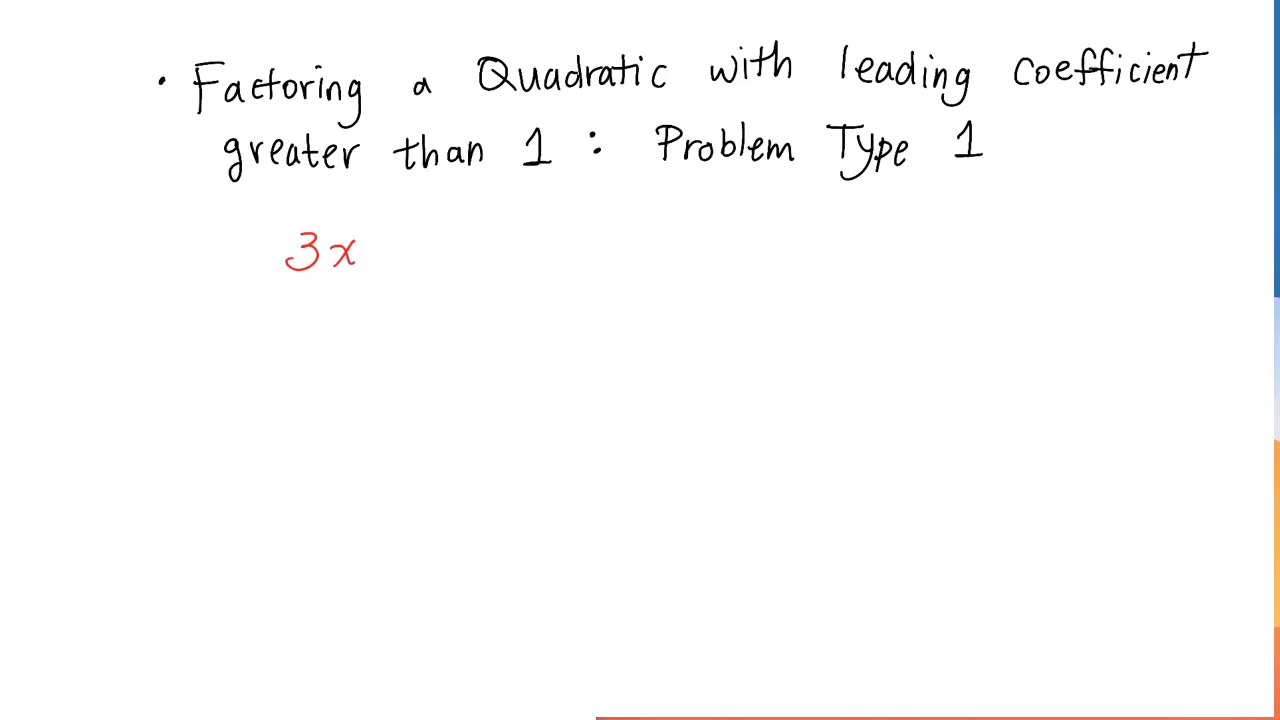 · Factoring a Quadratic with leading coefficient
greater than 1 : Problem Type 1
3x